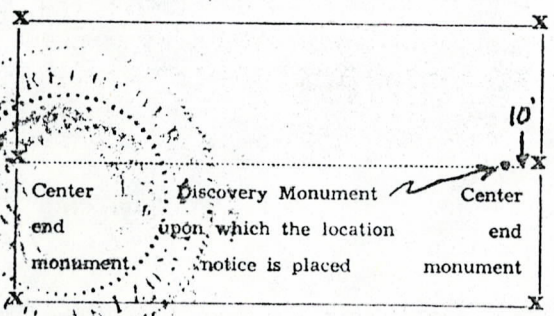 X X
10'
X X
Center Discovery Monument Center
end upon which the location end
monument. notice is placed monument
X X